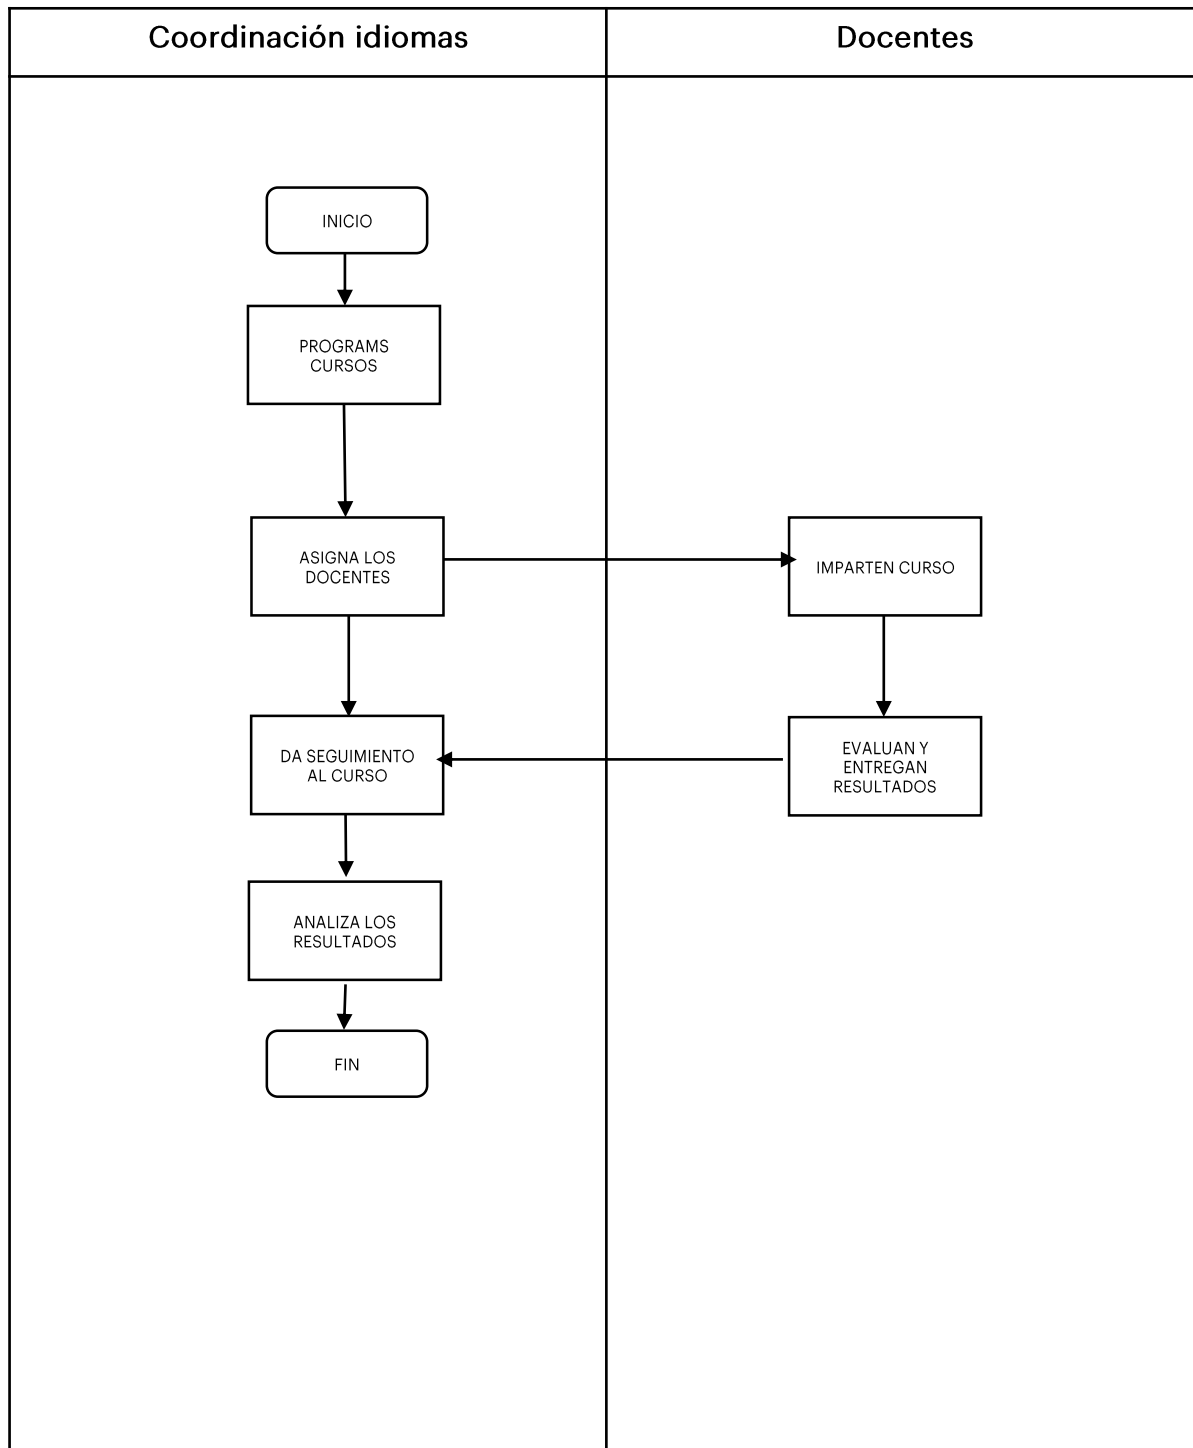 Coordinación idiomas
Docentes
INICIO
PROGRAMS
CURSOS
ASIGNA LOS
DOCENTES
IMPARTEN CURSO
DA SEGUIMIENTO
AL CURSO
EVALUAN Y
ENTREGAN
RESULTADOS
ANALIZA LOS
RESULTADOS
FIN